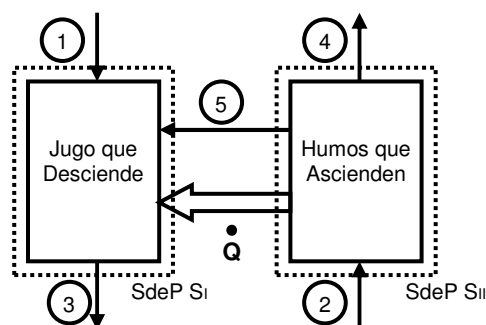 1
4
5
Jugo que
Desciende
Humos que
Ascienden
Q̇
SdeP SI
SdeP SII
3
2